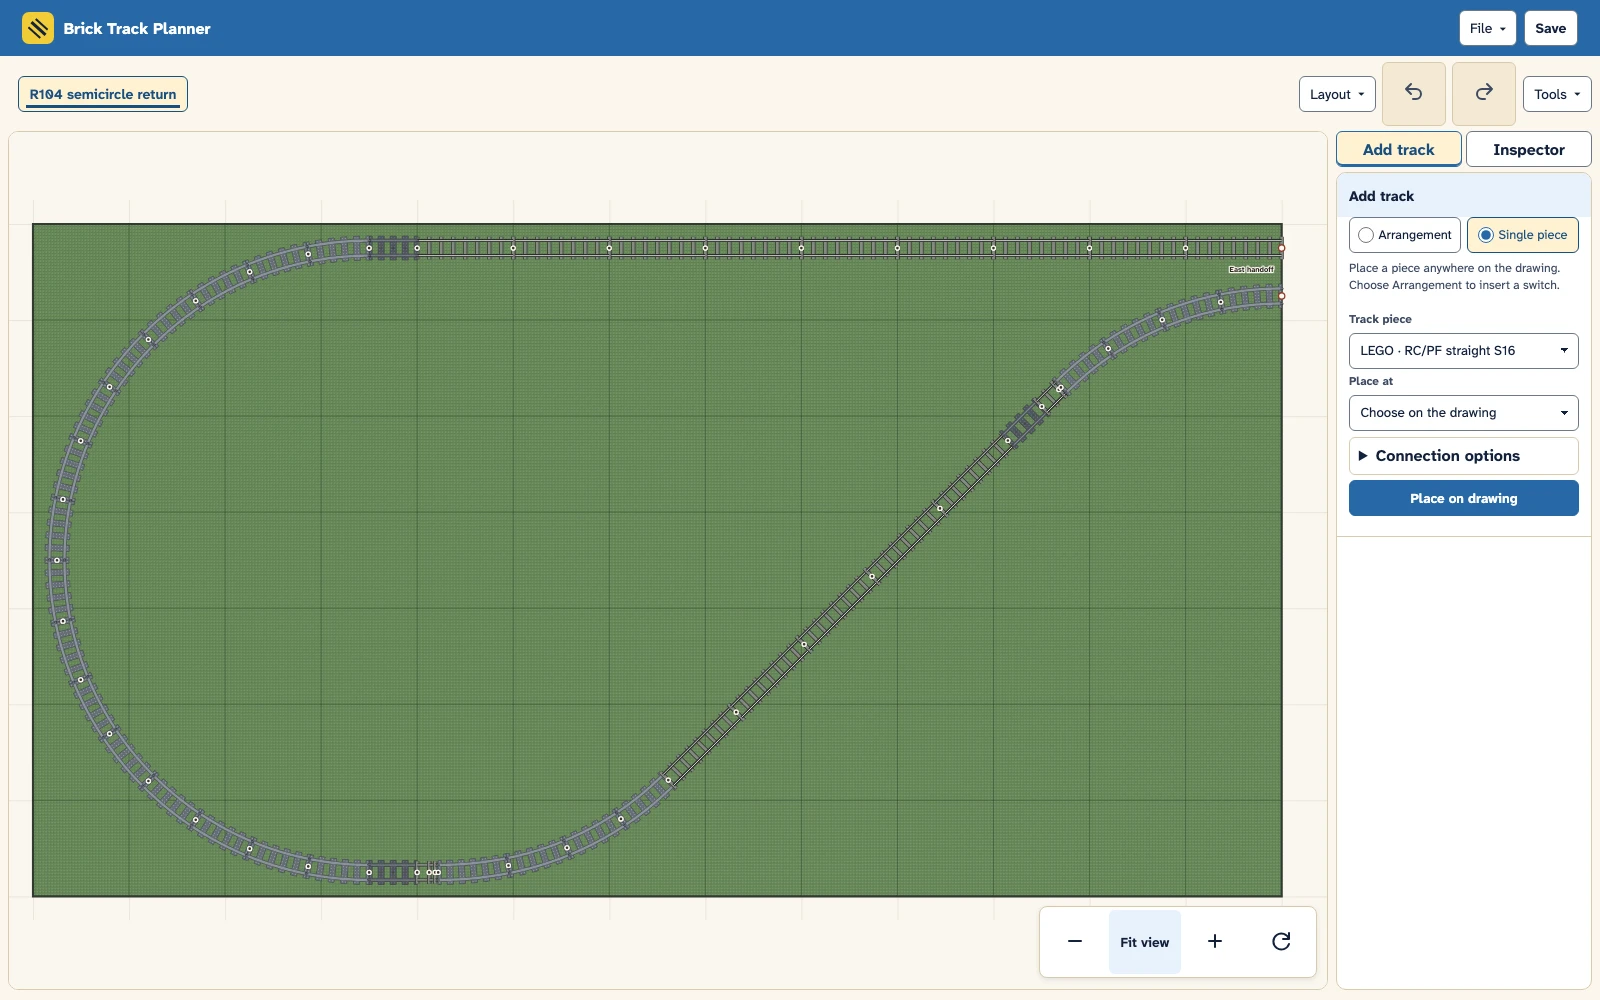 Brick Track Planner
File
Save
R104 semicircle return
Layout
Tools
Add track
Inspector
Add track
Arrangement
Single piece
Place a piece anywhere on the drawing.
Choose Arrangement to insert a switch.
Track piece
LEGO · RC/PF straight S16
Place at
Choose on the drawing
Connection options
Place on drawing
East handoff
Fit view